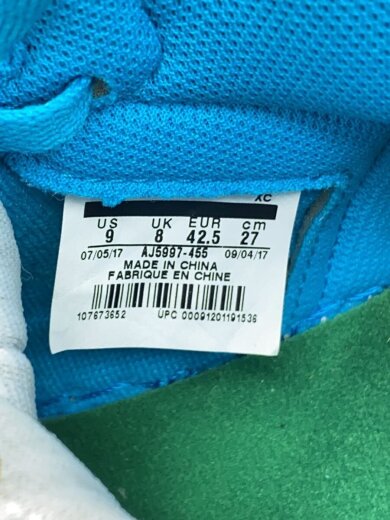 XC
US UK EUR cm
9 8 42.5 27
07/05/17 AJ5997-455 09/04/17
MADE IN CHINA
FABRIQUE EN CHINE
107673652 UPC 00091201191536